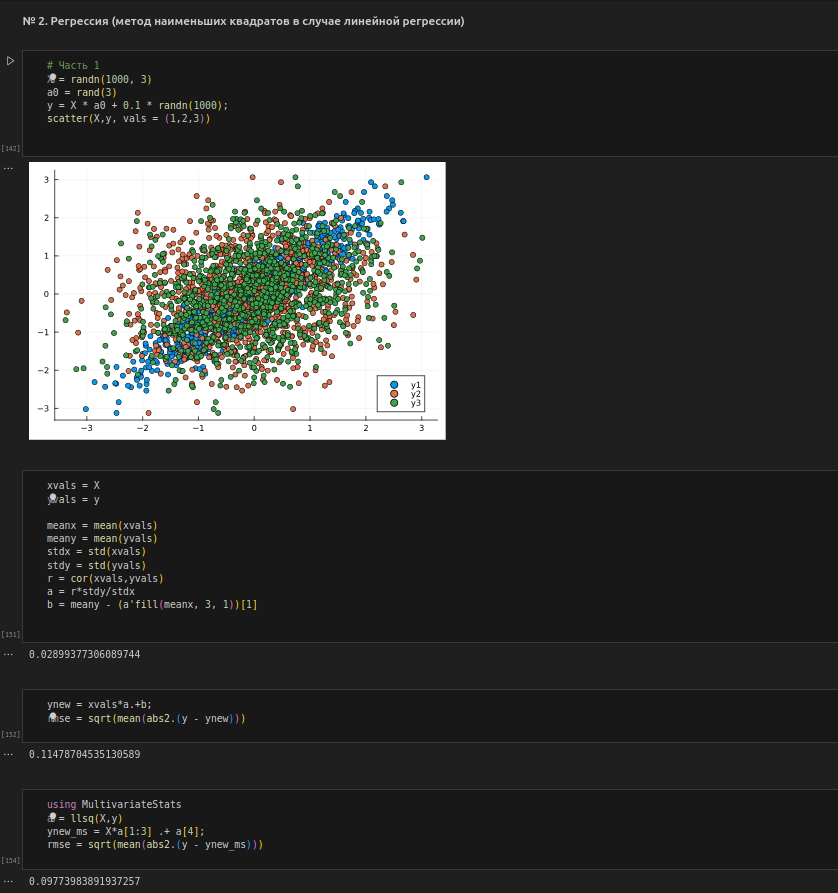 № 2. Регрессия (метод наименьших квадратов в случае линейной регрессии)
# Часть 1
X = randn(1000, 3)
a0 = rand(3)
y = X * a0 + 0.1 * randn(1000);
scatter(X,y, vals = (1,2,3))
[142]
...
3
2
1
0
−1
−2
−3
−3
−2
−1
0
1
2
3
y1
y2
y3
xvals = X
yvals = y
meanx = mean(xvals)
meany = mean(yvals)
stdx = std(xvals)
stdy = std(yvals)
r = cor(xvals,yvals)
a = r*stdy/stdx
b = meany - (a'fill(meanx, 3, 1))[1]
[151]
...
0.02899377306089744
ynew = xvals*a.+b;
rmse = sqrt(mean(abs2.(y - ynew)))
[152]
...
0.11478704535130589
using MultivariateStats
a = llsq(X,y)
ynew_ms = X*a[1:3] .+ a[4];
rmse = sqrt(mean(abs2.(y - ynew_ms)))
[154]
...
0.09773983891937257